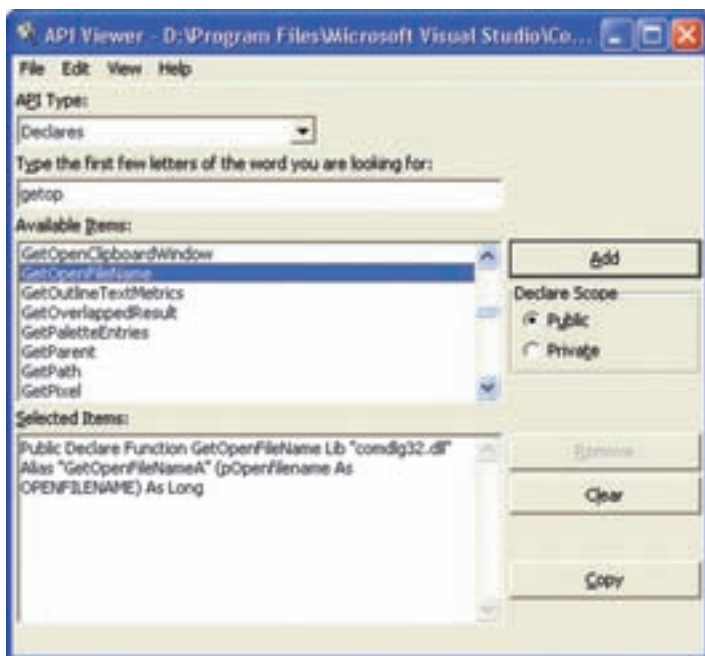 API Viewer - D:\Program Files\Microsoft Visual Studio\Co...
File Edit View Help
API Type:
Declares
Type the first few letters of the word you are looking for:
getop
Available Items:
GetOpenClipboardWindow
GetOpenFileName
GetOutlineTextMetrics
GetOverlappedResult
GetPaletteEntries
GetParent
GetPath
GetPixel
Add
Declare Scope
Public
Private
Selected Items:
Public Declare Function GetOpenFileName Lib "comdlg32.dll"
Alias "GetOpenFileNameA" (pOpenfilename As
OPENFILENAME) As Long
Remove
Clear
Copy